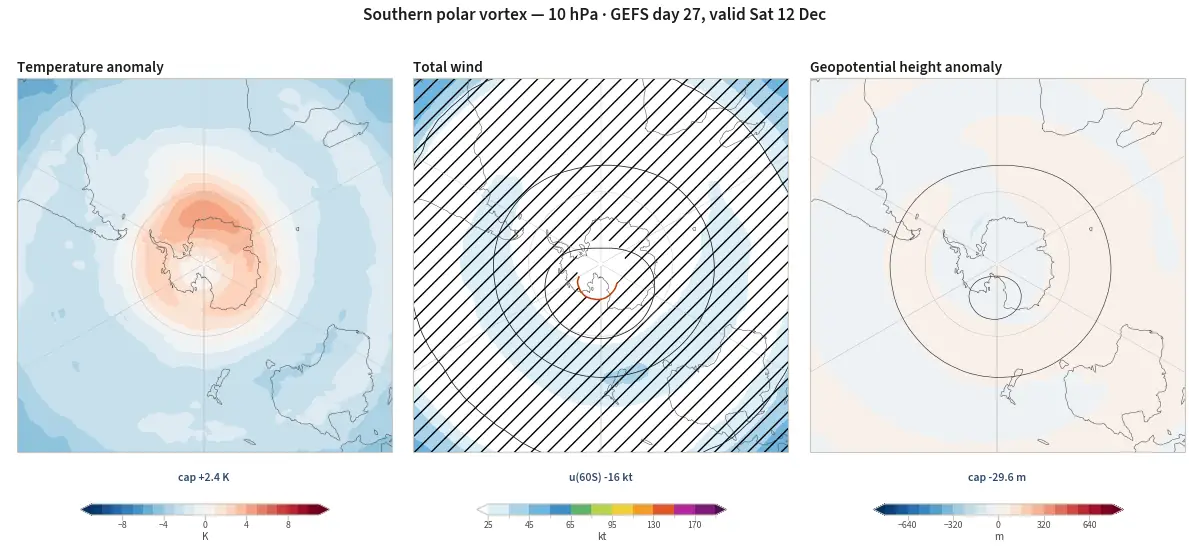 Southern polar vortex — 10 hPa · GEFS day 27, valid Sat 12 Dec
Temperature anomaly
Total wind
Geopotential height anomaly
cap +2.4 K
u(60S) -16 kt
cap -29.6 m
−8 −4 0 4 8
K
25 45 65 95 130 170
kt
−640 −320 0 320 640
m